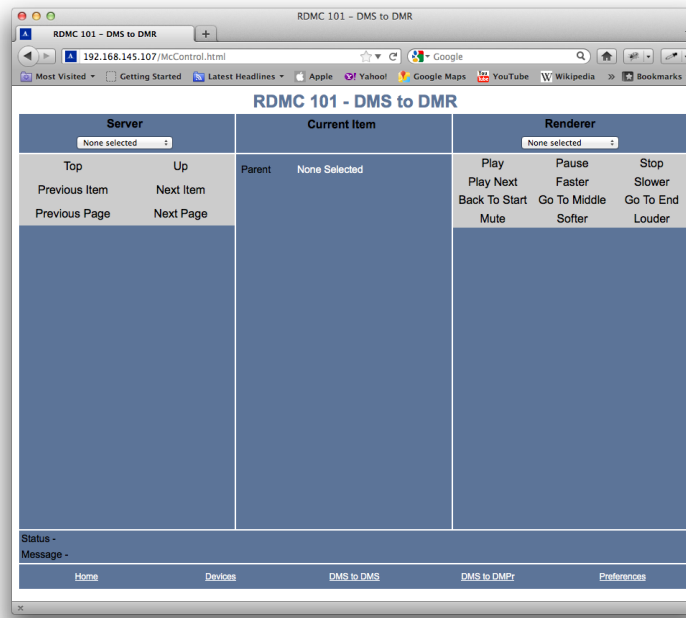 RDMC 101 - DMS to DMR
RDMC 101 - DMS to DMR
192.168.145.107/McControl.html
Google
Most Visited Getting Started Latest Headlines Apple Yahoo! Google Maps YouTube Wikipedia » Bookmarks
RDMC 101 - DMS to DMR
Server Current Item Renderer
None selected None selected
Top Up Parent None Selected Play Pause Stop
Previous Item Next Item Play Next Faster Slower
Previous Page Next Page Back To Start Go To Middle Go To End
Mute Softer Louder
Status -
Message -
Home Devices DMS to DMS DMS to DMPr Preferences